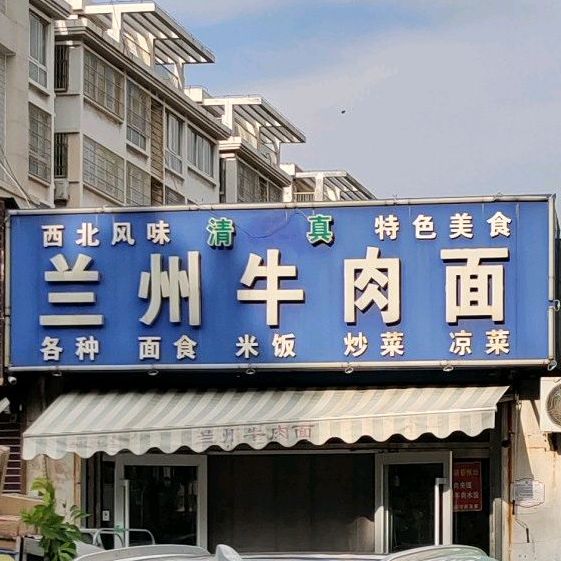 西北风味 清真 特色美食
兰州牛肉面
各种 面食 米饭 炒菜 凉菜
兰州牛肉面